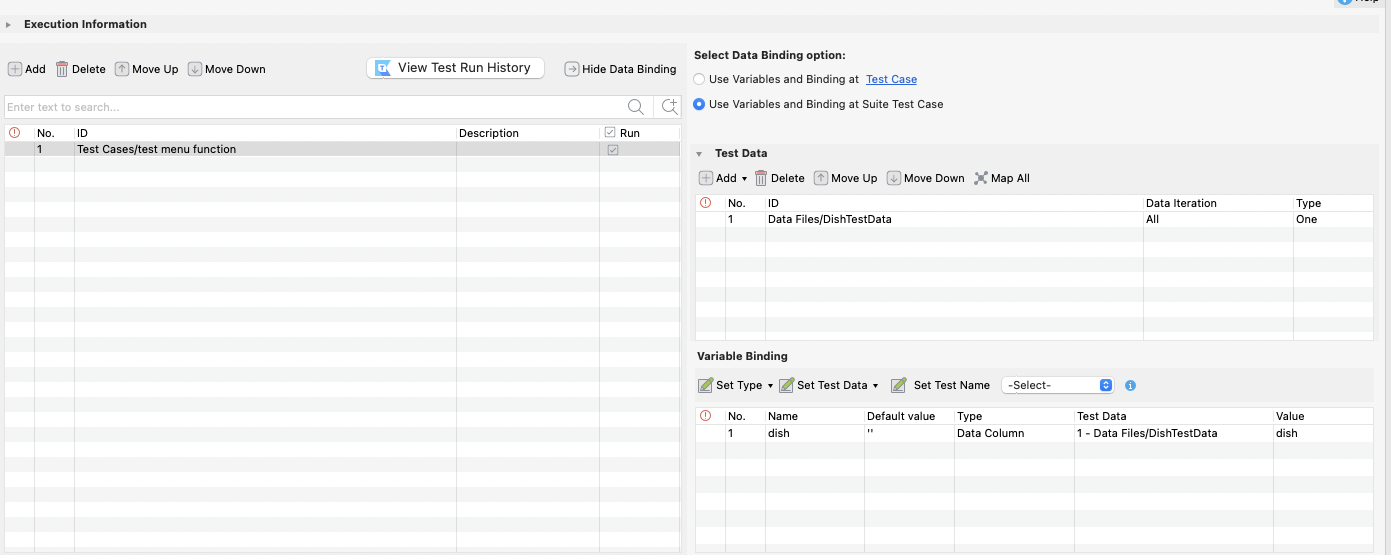 Help
Execution Information
Add Delete Move Up Move Down View Test Run History Hide Data Binding
Enter text to search...
No. ID Description Run
1 Test Cases/test menu function
Select Data Binding option:
Use Variables and Binding at Test Case
Use Variables and Binding at Suite Test Case
Test Data
Add Delete Move Up Move Down Map All
No. ID Data Iteration Type
1 Data Files/DishTestData All One
Variable Binding
Set Type Set Test Data Set Test Name -Select-
No. Name Default value Type Test Data Value
1 dish '' Data Column 1 - Data Files/DishTestData dish